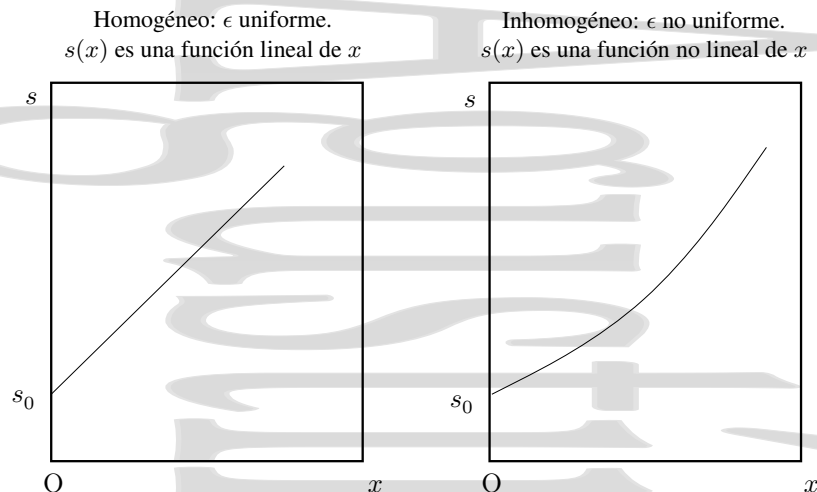 Homogéneo: ϵ uniforme.
s(x) es una función lineal de x
s
s₀
O
x
Inhomogéneo: ϵ no uniforme.
s(x) es una función no lineal de x
s
s₀
O
x